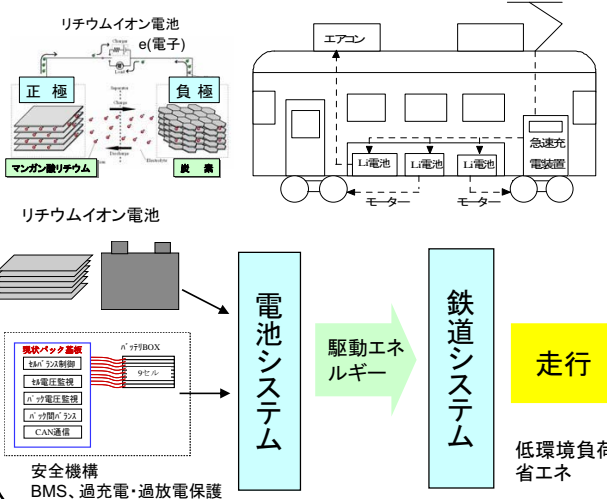 リチウムイオン電池
Charger
e(電子)
Load
正 極
負 極
Separator
Charge
Discharge
マンガン酸リチウム
炭 素
エアコン
急速充
電装置
Li電池
Li電池
Li電池
モーター
モーター
リチウムイオン電池
現状パック基板
セルバランス制御
セル電圧監視
パック電圧監視
パック間バランス
CAN通信
バッテリBOX
9セル
安全機構
BMS、過充電・過放電保護
電池システム
駆動エネ
ルギー
鉄道システム
走行
低環境負荷
省エネ